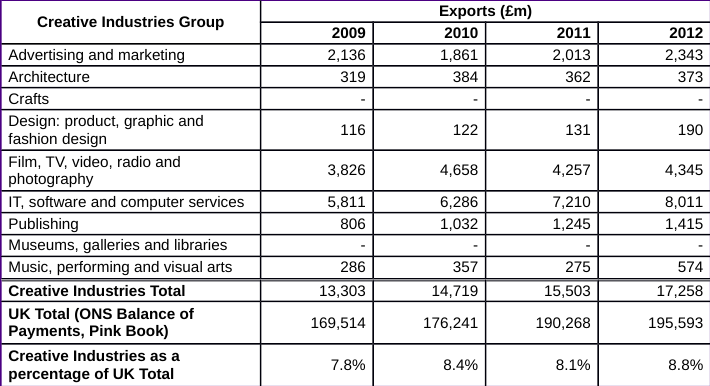 Creative Industries Group
Exports (£m)
2009 2010 2011 2012
Advertising and marketing 2,136 1,861 2,013 2,343
Architecture 319 384 362 373
Crafts - - - -
Design: product, graphic and
fashion design 116 122 131 190
Film, TV, video, radio and
photography 3,826 4,658 4,257 4,345
IT, software and computer services 5,811 6,286 7,210 8,011
Publishing 806 1,032 1,245 1,415
Museums, galleries and libraries - - - -
Music, performing and visual arts 286 357 275 574
Creative Industries Total 13,303 14,719 15,503 17,258
UK Total (ONS Balance of
Payments, Pink Book) 169,514 176,241 190,268 195,593
Creative Industries as a
percentage of UK Total 7.8% 8.4% 8.1% 8.8%